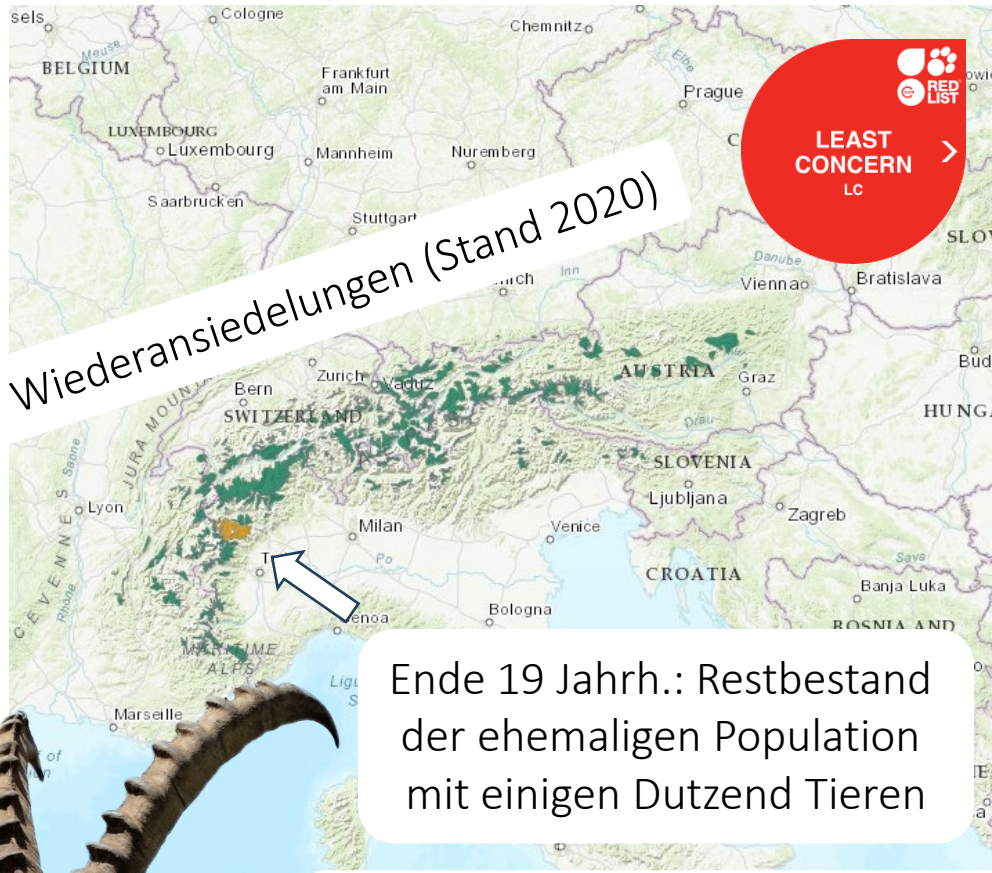 sels
Cologne
Chemnitz
Meuse
BELGIUM
Frankfurt
am Main
Elbe
Prague
RED
LIST
LEAST
CONCERN
LC
LUXEMBOURG
Luxembourg
Mannheim
Nuremberg
Saarbrucken
Stuttgart
Wiederansiedelungen (Stand 2020)
Inn
Danube
Vienna
Bratislava
JURA MOUN
Zurich
Vaduz
Bern
SWITZERLAND
AUSTRIA
Graz
Bud
HUNGA
Drau
SLOVENIA
Ljubljana
Saone
Lyon
Milan
Venice
Zagreb
Po
CEVENNES
Rhone
CROATIA
Sava
Banja Luka
enoa
Bologna
BOSNIA AND
MARITIME
ALPS
Ligu
Marseille
Ende 19 Jahrh.: Restbestand
der ehemaligen Population
mit einigen Dutzend Tieren